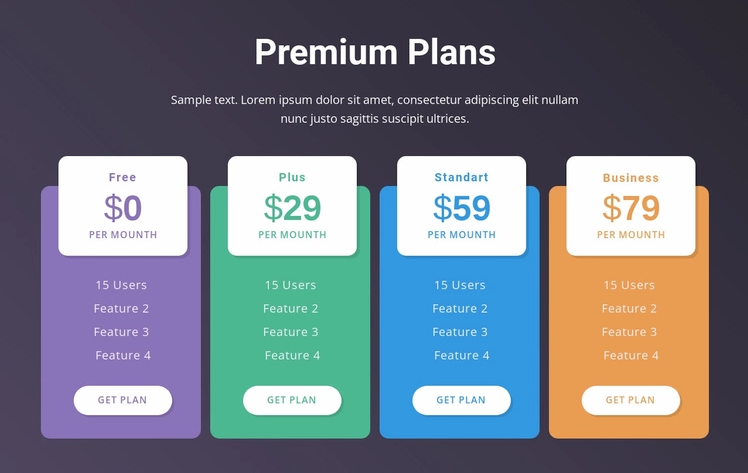 Premium Plans
Sample text. Lorem ipsum dolor sit amet, consectetur adipiscing elit nullam
nunc justo sagittis suscipit ultrices.
Free
$0
PER MOUNTH
15 Users
Feature 2
Feature 3
Feature 4
GET PLAN
Plus
$29
PER MOUNTH
15 Users
Feature 2
Feature 3
Feature 4
GET PLAN
Standart
$59
PER MOUNTH
15 Users
Feature 2
Feature 3
Feature 4
GET PLAN
Business
$79
PER MOUNTH
15 Users
Feature 2
Feature 3
Feature 4
GET PLAN